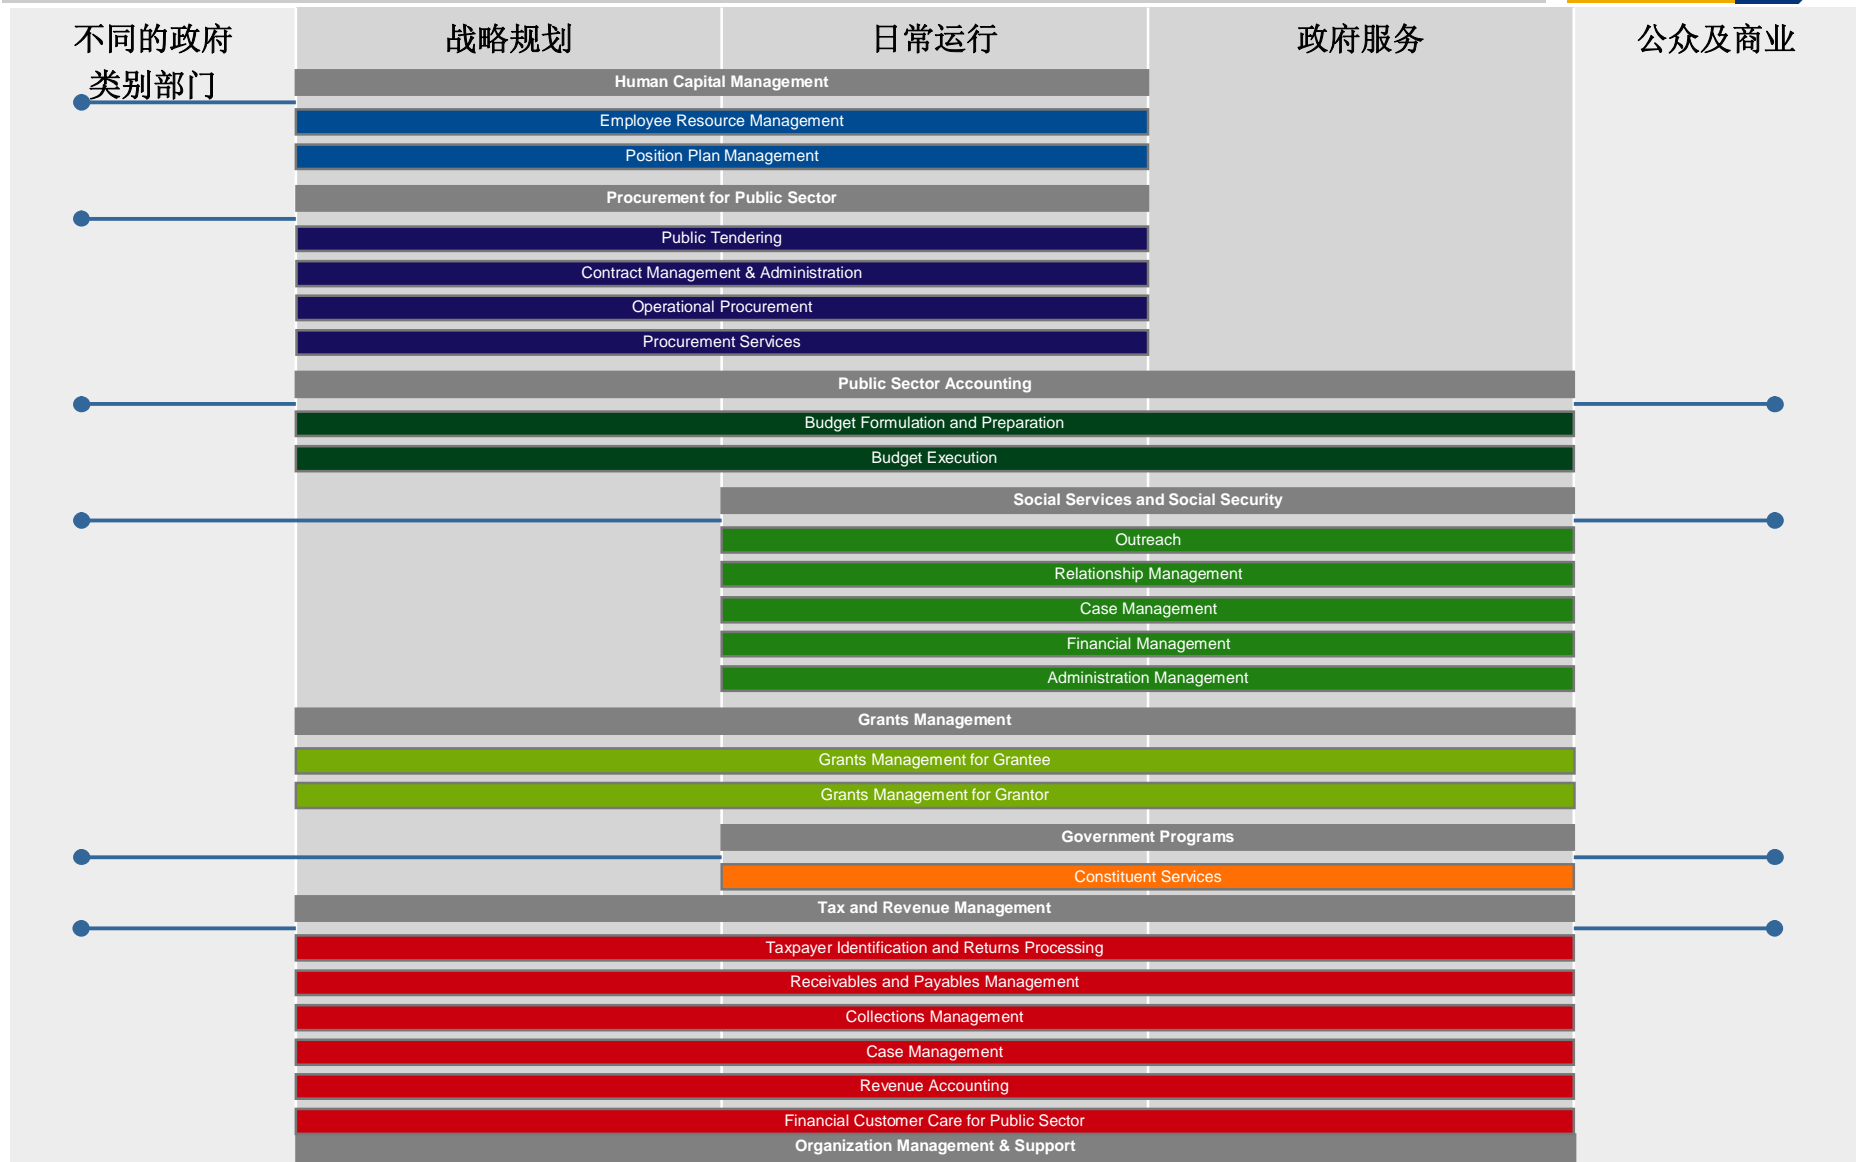 不同的政府
类别部门
战略规划
日常运行
政府服务
公众及商业
Human Capital Management
Employee Resource Management
Position Plan Management
Procurement for Public Sector
Public Tendering
Contract Management & Administration
Operational Procurement
Procurement Services
Public Sector Accounting
Budget Formulation and Preparation
Budget Execution
Social Services and Social Security
Outreach
Relationship Management
Case Management
Financial Management
Administration Management
Grants Management
Grants Management for Grantee
Grants Management for Grantor
Government Programs
Constituent Services
Tax and Revenue Management
Taxpayer Identification and Returns Processing
Receivables and Payables Management
Collections Management
Case Management
Revenue Accounting
Financial Customer Care for Public Sector
Organization Management & Support